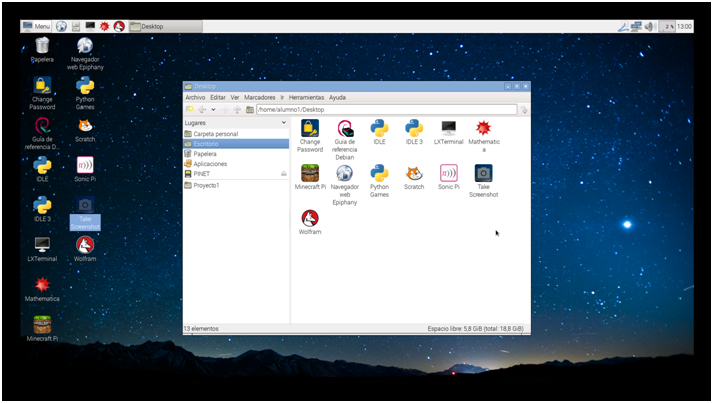 Menu
Desktop
2 %
13:00
Papelera
Navegador
web Epiphany
Change
Password
Python
Games
Guía de
referencia D...
Scratch
IDLE
Sonic Pi
IDLE 3
Take
Screenshot
LXTerminal
Wolfram
Mathematica
Minecraft Pi
Desktop
Archivo Editar Ver Marcadores Ir Herramientas Ayuda
/home/alumno1/Desktop
Lugares
Carpeta personal
Escritorio
Papelera
Aplicaciones
PINET
Proyecto1
Change
Password
Guía de
referencia
Debian
IDLE
IDLE 3
LXTerminal
Mathematic
a
Minecraft Pi
Navegador
web
Epiphany
Python
Games
Scratch
Sonic Pi
Take
Screenshot
Wolfram
13 elementos
Espacio libre: 5,8 GiB (total: 18,8 GiB)